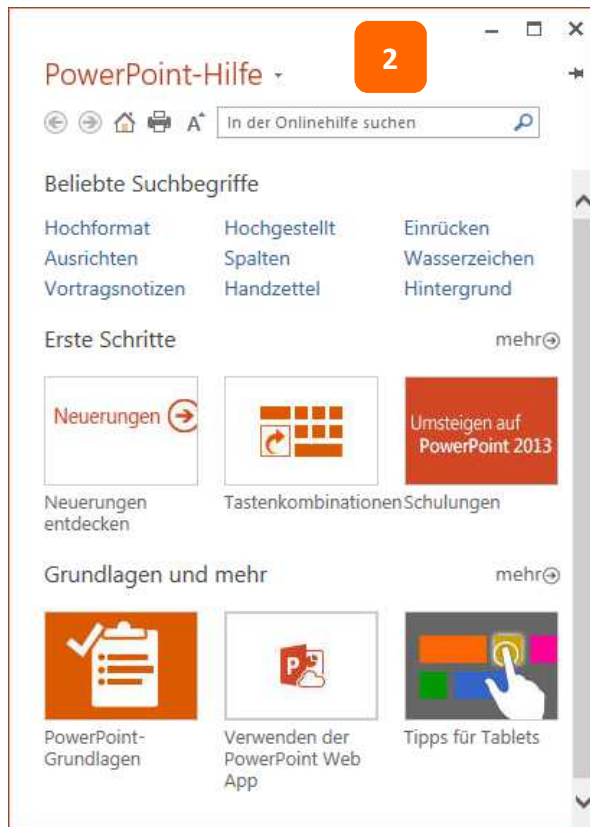 2
PowerPoint-Hilfe
In der Onlinehilfe suchen
Beliebte Suchbegriffe
Hochformat Hochgestellt Einrücken
Ausrichten Spalten Wasserzeichen
Vortragsnotizen Handzettel Hintergrund
Erste Schritte mehr
Neuerungen
Umsteigen auf
PowerPoint 2013
Neuerungen
entdecken
Tastenkombinationen
Schulungen
Grundlagen und mehr mehr
P
PowerPoint-
Grundlagen
Verwenden der
PowerPoint Web
App
Tipps für Tablets